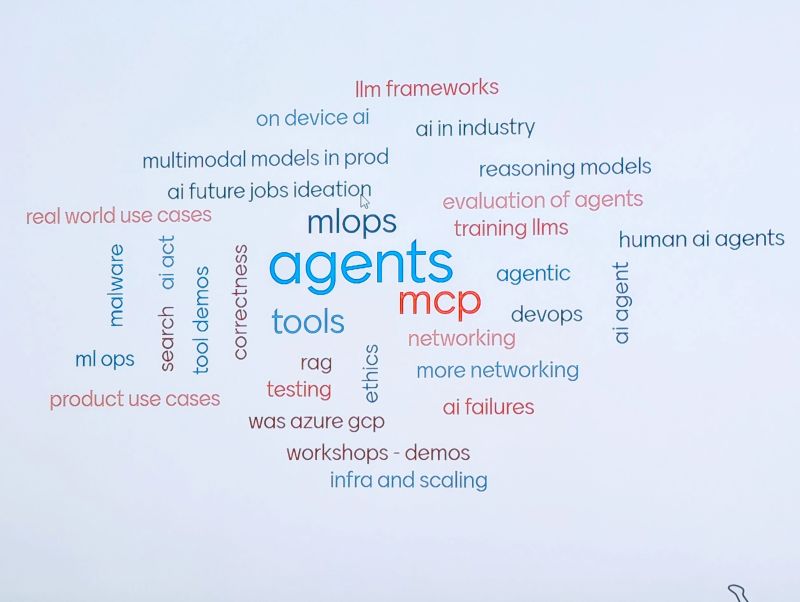 llm frameworks
on device ai
ai in industry
multimodal models in prod
reasoning models
ai future jobs ideation
evaluation of agents
real world use cases
mlops
training llms
human ai agents
malware
ai act
search
tool demos
correctness
agents
agentic
ai agent
mcp
devops
tools
networking
ml ops
rag
ethics
more networking
testing
product use cases
ai failures
was azure gcp
workshops - demos
infra and scaling